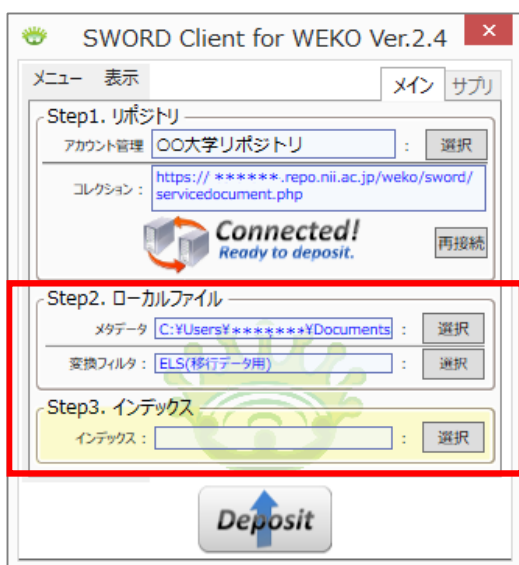 SWORD Client for WEKO Ver.2.4 ×
メニュー 表示 メイン サプリ
Step1. リポジトリ
アカウント管理 〇〇大学リポジトリ : 選択
コレクション : https:// ******.repo.nii.ac.jp/weko/sword/
servicedocument.php
Connected!
Ready to deposit.
再接続
Step2. ローカルファイル
メタデータ C:¥Users¥*******¥Documents : 選択
変換フィルタ : ELS(移行データ用) : 選択
Step3. インデックス
インデックス : : 選択
Deposit